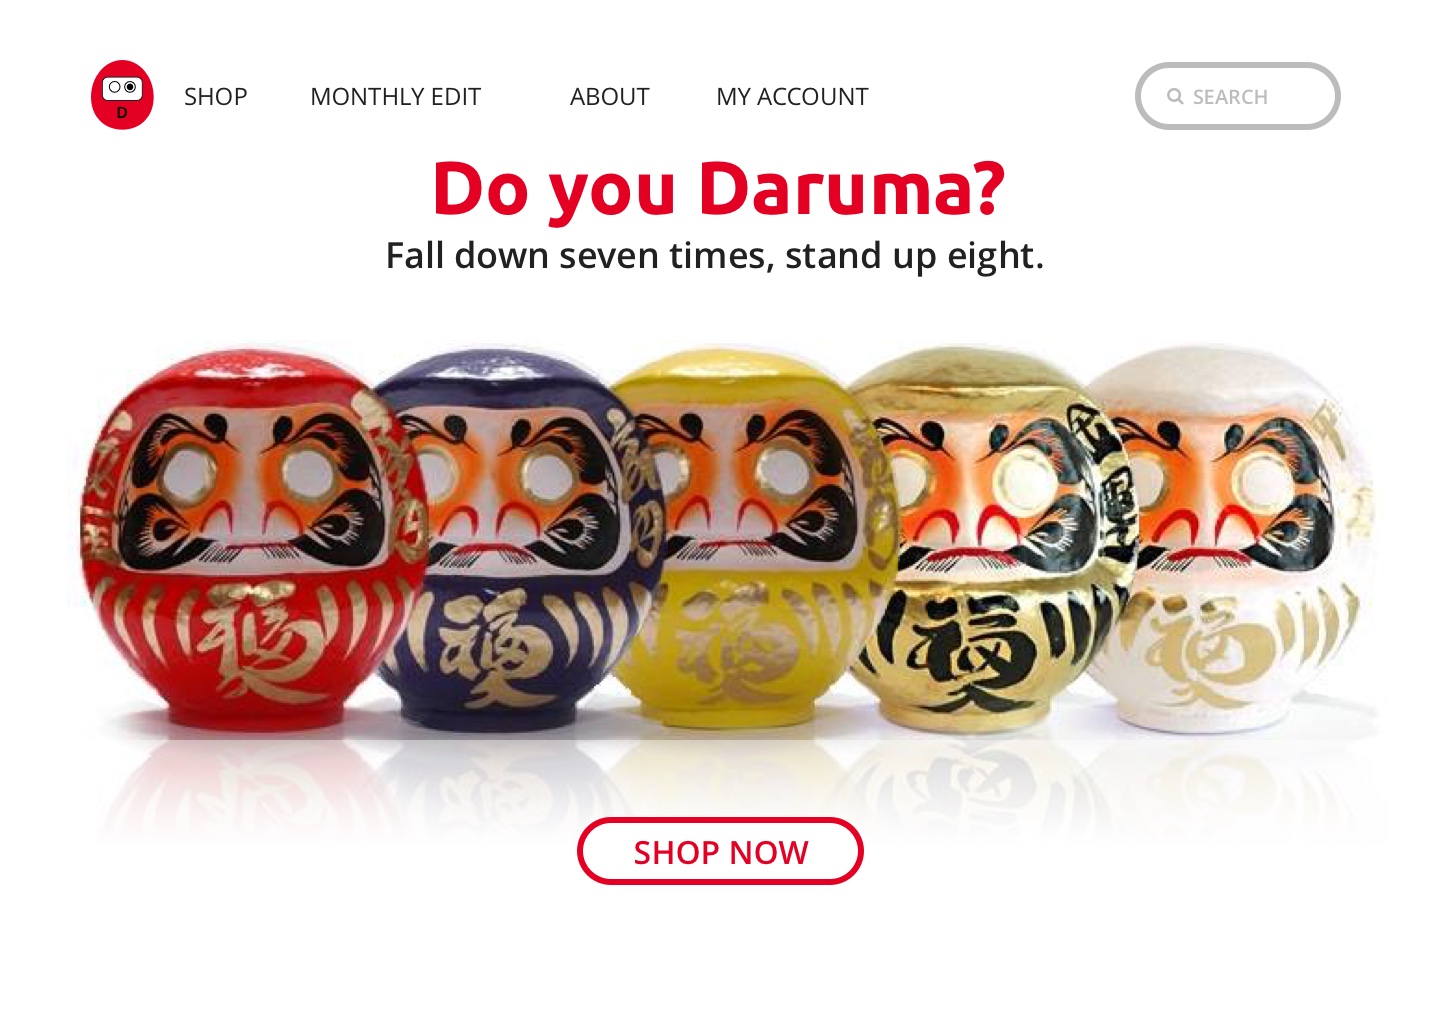 D
SHOP
MONTHLY EDIT
ABOUT
MY ACCOUNT
SEARCH
Do you Daruma?
Fall down seven times, stand up eight.
福
福
福
福
福
SHOP NOW